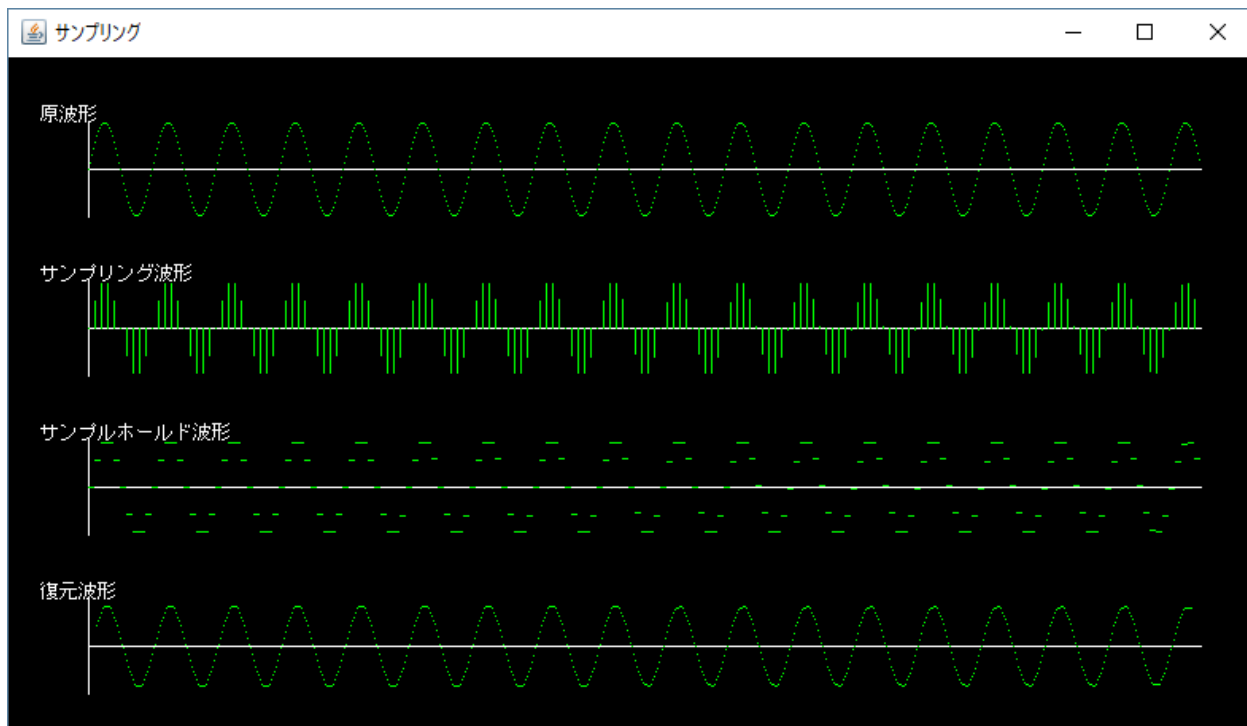 サンプリング
原波形
サンプリング波形
サンプルホールド波形
復元波形